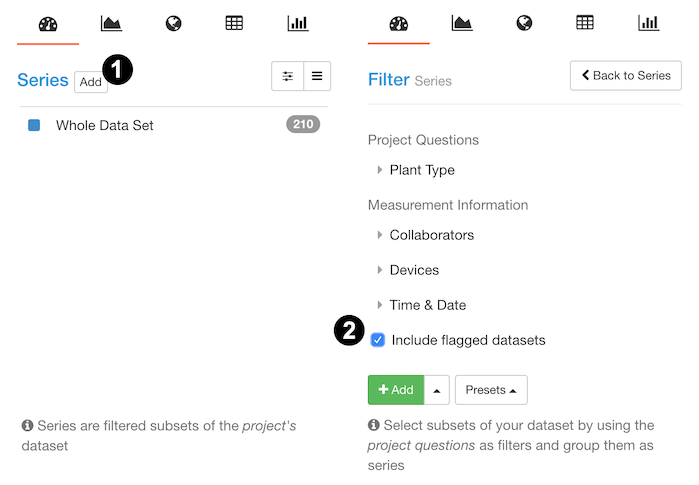 1
Series Add
Whole Data Set 210
Series are filtered subsets of the project's
dataset
Filter Series Back to Series
Project Questions
Plant Type
Measurement Information
Collaborators
Devices
Time & Date
2 Include flagged datasets
+ Add Presets
Select subsets of your dataset by using the
project questions as filters and group them as
series